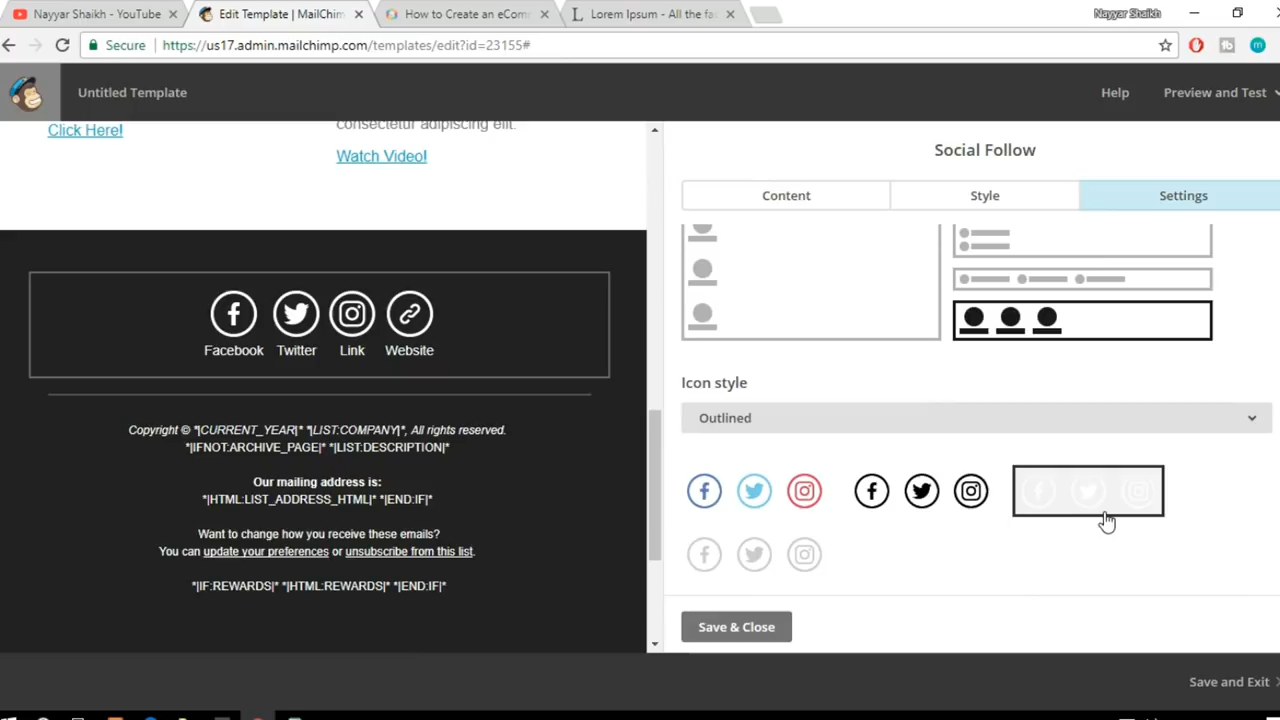 Nayyar Shaikh - YouTube
Edit Template | MailChim
How to Create an eCom
Lorem Ipsum - All the fa
Nayyar Shaikh
Secure
https://us17.admin.mailchimp.com/templates/edit?id=23155#
Untitled Template
Help
Preview and Test
Click Here!
consectetur adipiscing elit.
Watch Video!
Social Follow
Content
Style
Settings
Facebook
Twitter
Link
Website
Icon style
Outlined
Copyright © *|CURRENT_YEAR|* *|LIST:COMPANY|*, All rights reserved.
*|IFNOT:ARCHIVE_PAGE|* *|LIST:DESCRIPTION|*
Our mailing address is:
*|HTML:LIST_ADDRESS_HTML|* *|END:IF|*
Want to change how you receive these emails?
You can update your preferences or unsubscribe from this list.
*|IF:REWARDS|* *|HTML:REWARDS|* *|END:IF|*
Save & Close
Save and Exit